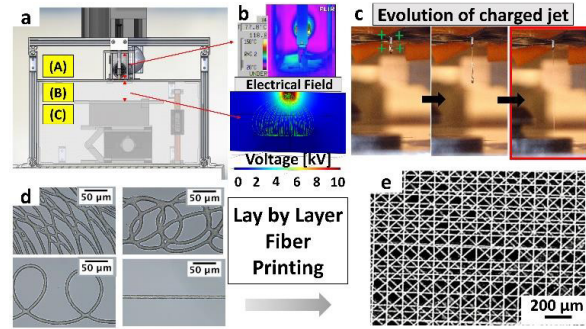 a
(A)
(B)
(C)
b
FLIR
Electrical Field
Voltage [kV]
0 2 4 6 8 10
c
Evolution of charged jet
d
50 μm
50 μm
50 μm
50 μm
Lay by Layer
Fiber
Printing
e
200 μm